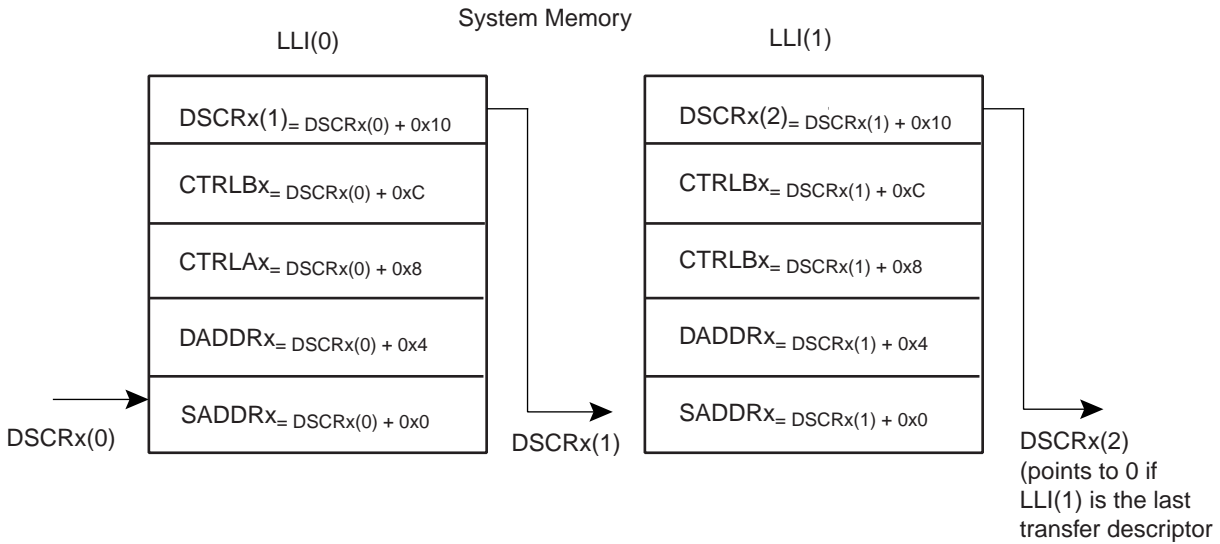 System Memory
LLI(0)
LLI(1)
DSCRx(1)= DSCRx(0) + 0x10
CTRLBx= DSCRx(0) + 0xC
CTRLAx= DSCRx(0) + 0x8
DADDRx= DSCRx(0) + 0x4
SADDRx= DSCRx(0) + 0x0
DSCRx(0)
DSCRx(1)
DSCRx(2)= DSCRx(1) + 0x10
CTRLBx= DSCRx(1) + 0xC
CTRLBx= DSCRx(1) + 0x8
DADDRx= DSCRx(1) + 0x4
SADDRx= DSCRx(1) + 0x0
DSCRx(2)
(points to 0 if
LLI(1) is the last
transfer descriptor